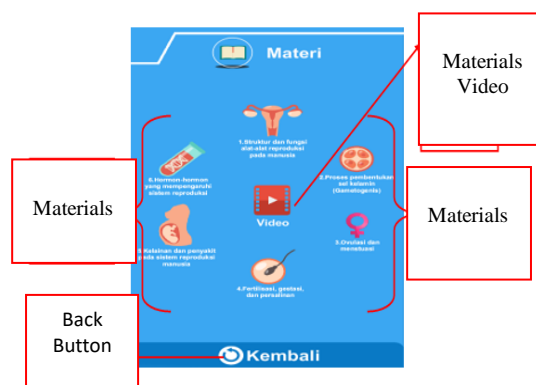 Materi
Materials
Video
1.Struktur dan fungsi
alat-alat reproduksi
pada manusia
6.Hormon-hormon
yang mempengaruhi
sistem reproduksi
2.Proses pembentukan
sel kelamin
(Gametogenis)
Materials
Materials
Video
5.Kelainan dan penyakit
pada sistem reproduksi
manusia
3.Ovulasi dan
menstuasi
4.Fertilisasi, gestasi,
dan persalinan
Back
Button
Kembali